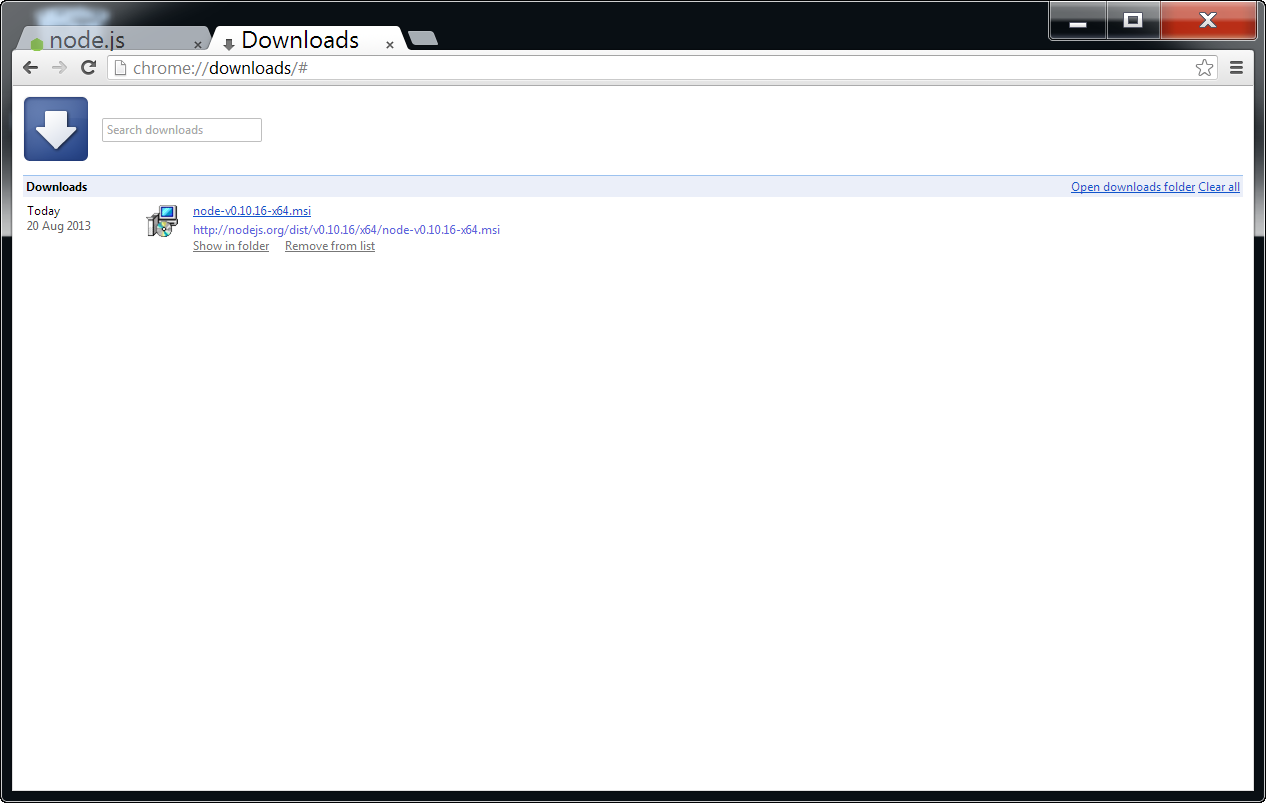 node.js
Downloads
chrome://downloads/#
Search downloads
Downloads
Open downloads folder Clear all
Today
20 Aug 2013
node-v0.10.16-x64.msi
http://nodejs.org/dist/v0.10.16/x64/node-v0.10.16-x64.msi
Show in folder Remove from list